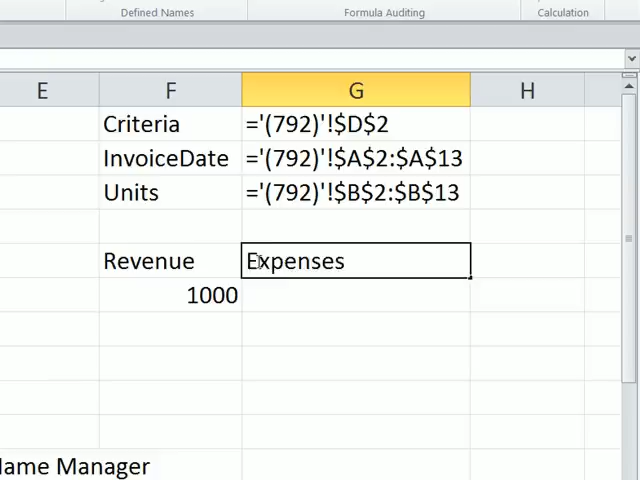 Defined Names Formula Auditing Calculation
E F G H
Criteria ='(792)'!$D$2
InvoiceDate ='(792)'!$A$2:$A$13
Units ='(792)'!$B$2:$B$13
Revenue Expenses
1000
Name Manager